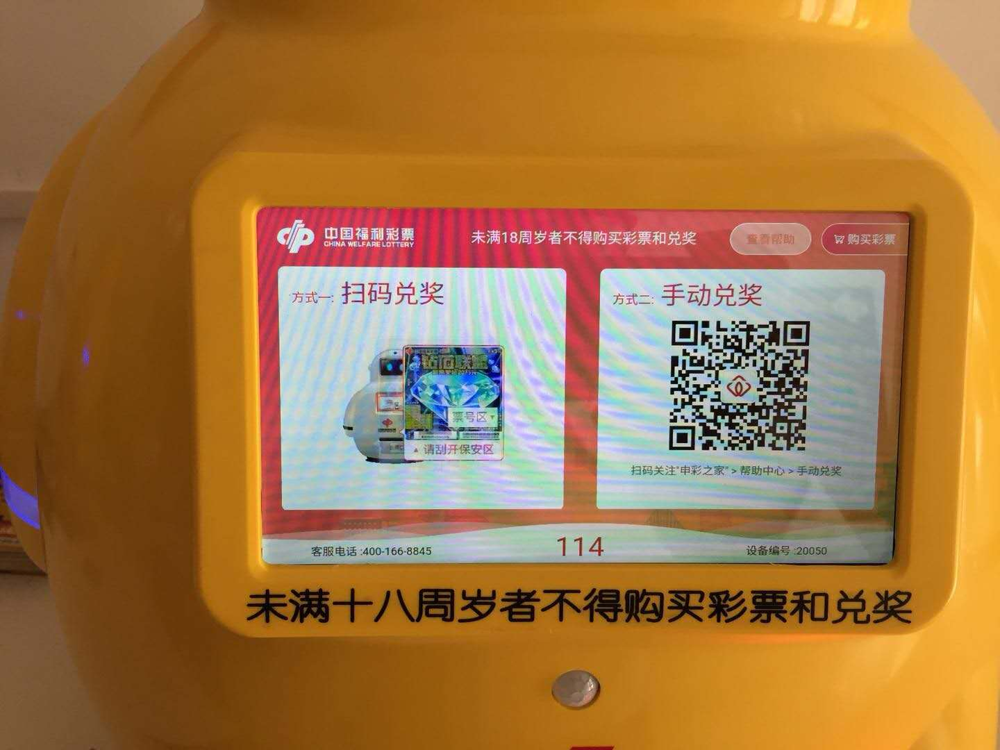 中国福利彩票
CHINA WELFARE LOTTERY
未满18周岁者不得购买彩票和兑奖
查看帮助
购买彩票
方式一: 扫码兑奖
票号区
请刮开保安区
方式二: 手动兑奖
扫码关注"申彩之家" > 帮助中心 > 手动兑奖
客服电话 :400-166-8845
114
设备编号 :20050
未满十八周岁者不得购买彩票和兑奖